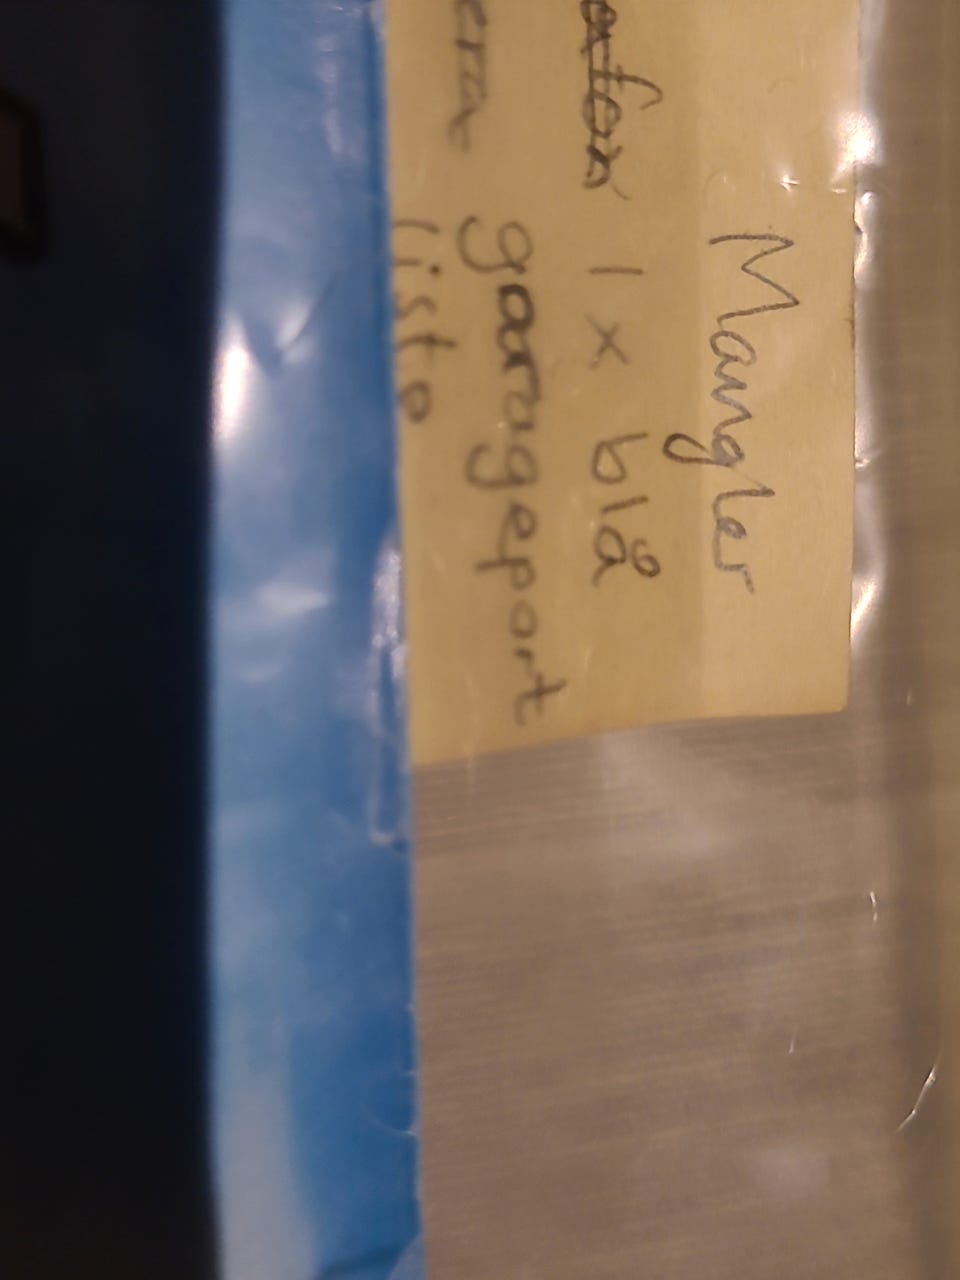 Mangler
1 x blå
garageport
liste